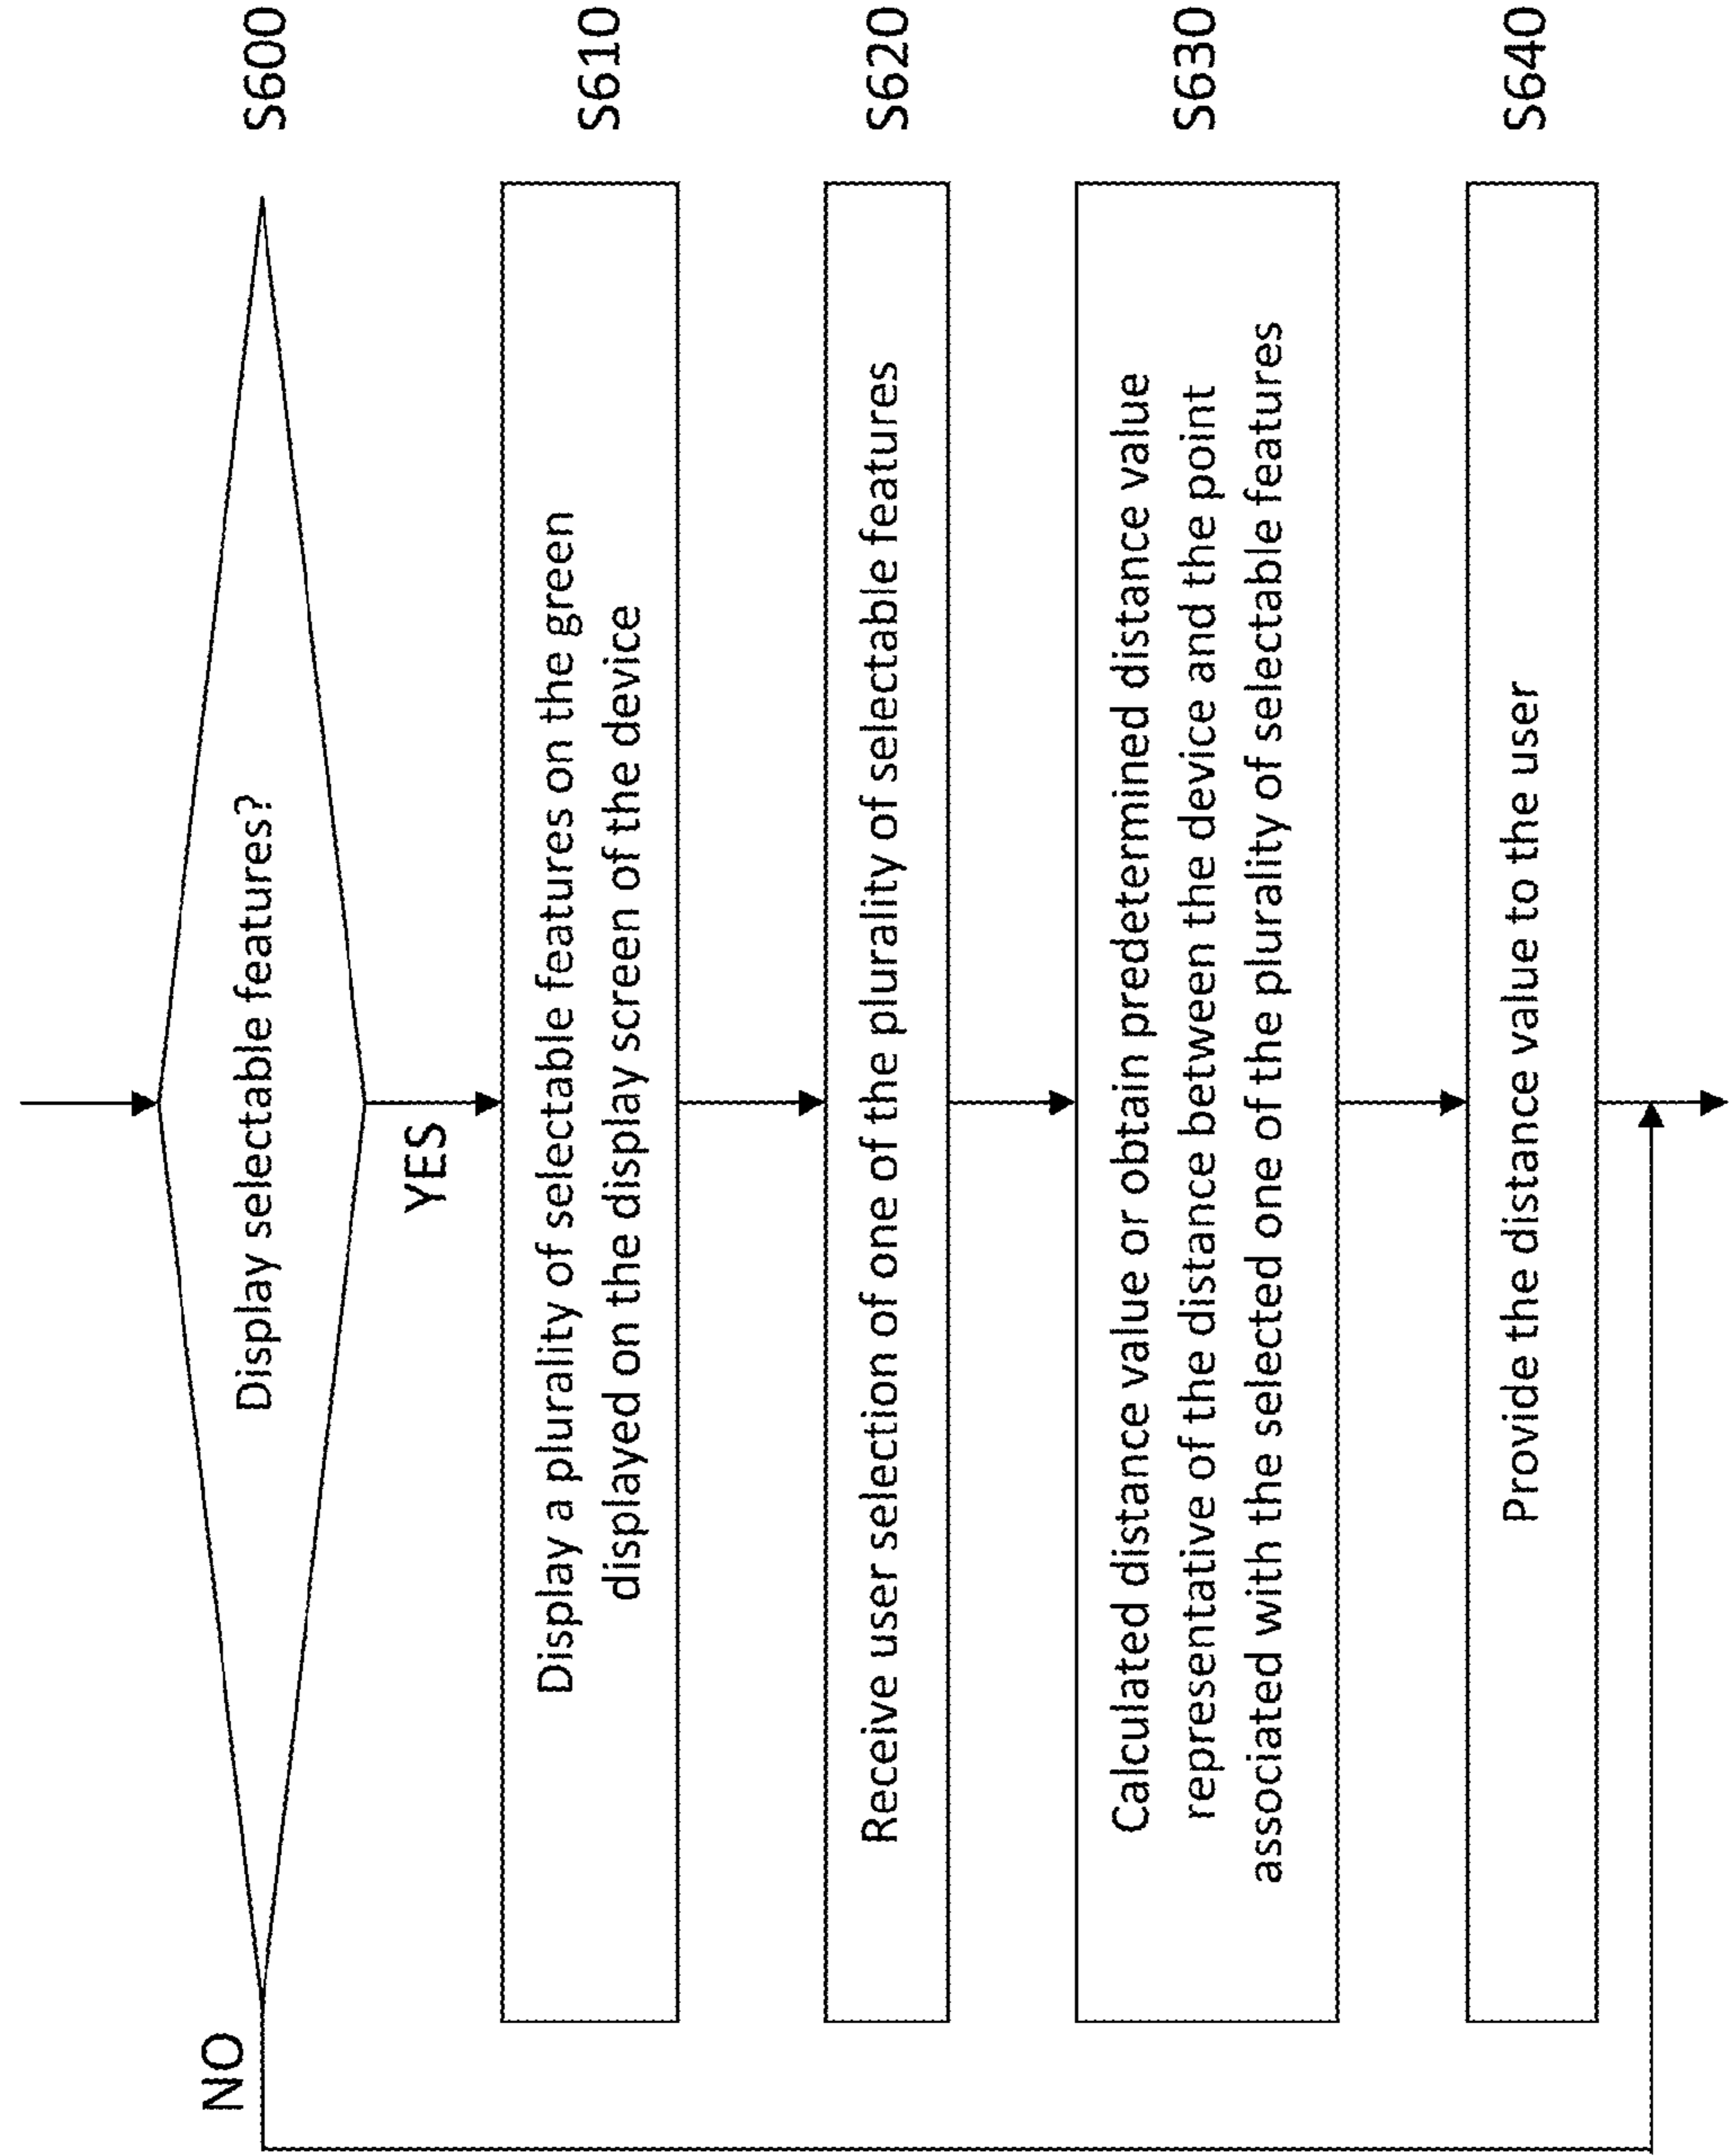 Display selectable features?
S600
NO
YES
Display a plurality of selectable features on the green
displayed on the display screen of the device
S610
Receive user selection of one of the plurality of selectable features
S620
Calculated distance value or obtain predetermined distance value
representative of the distance between the device and the point
associated with the selected one of the plurality of selectable features
S630
Provide the distance value to the user
S640